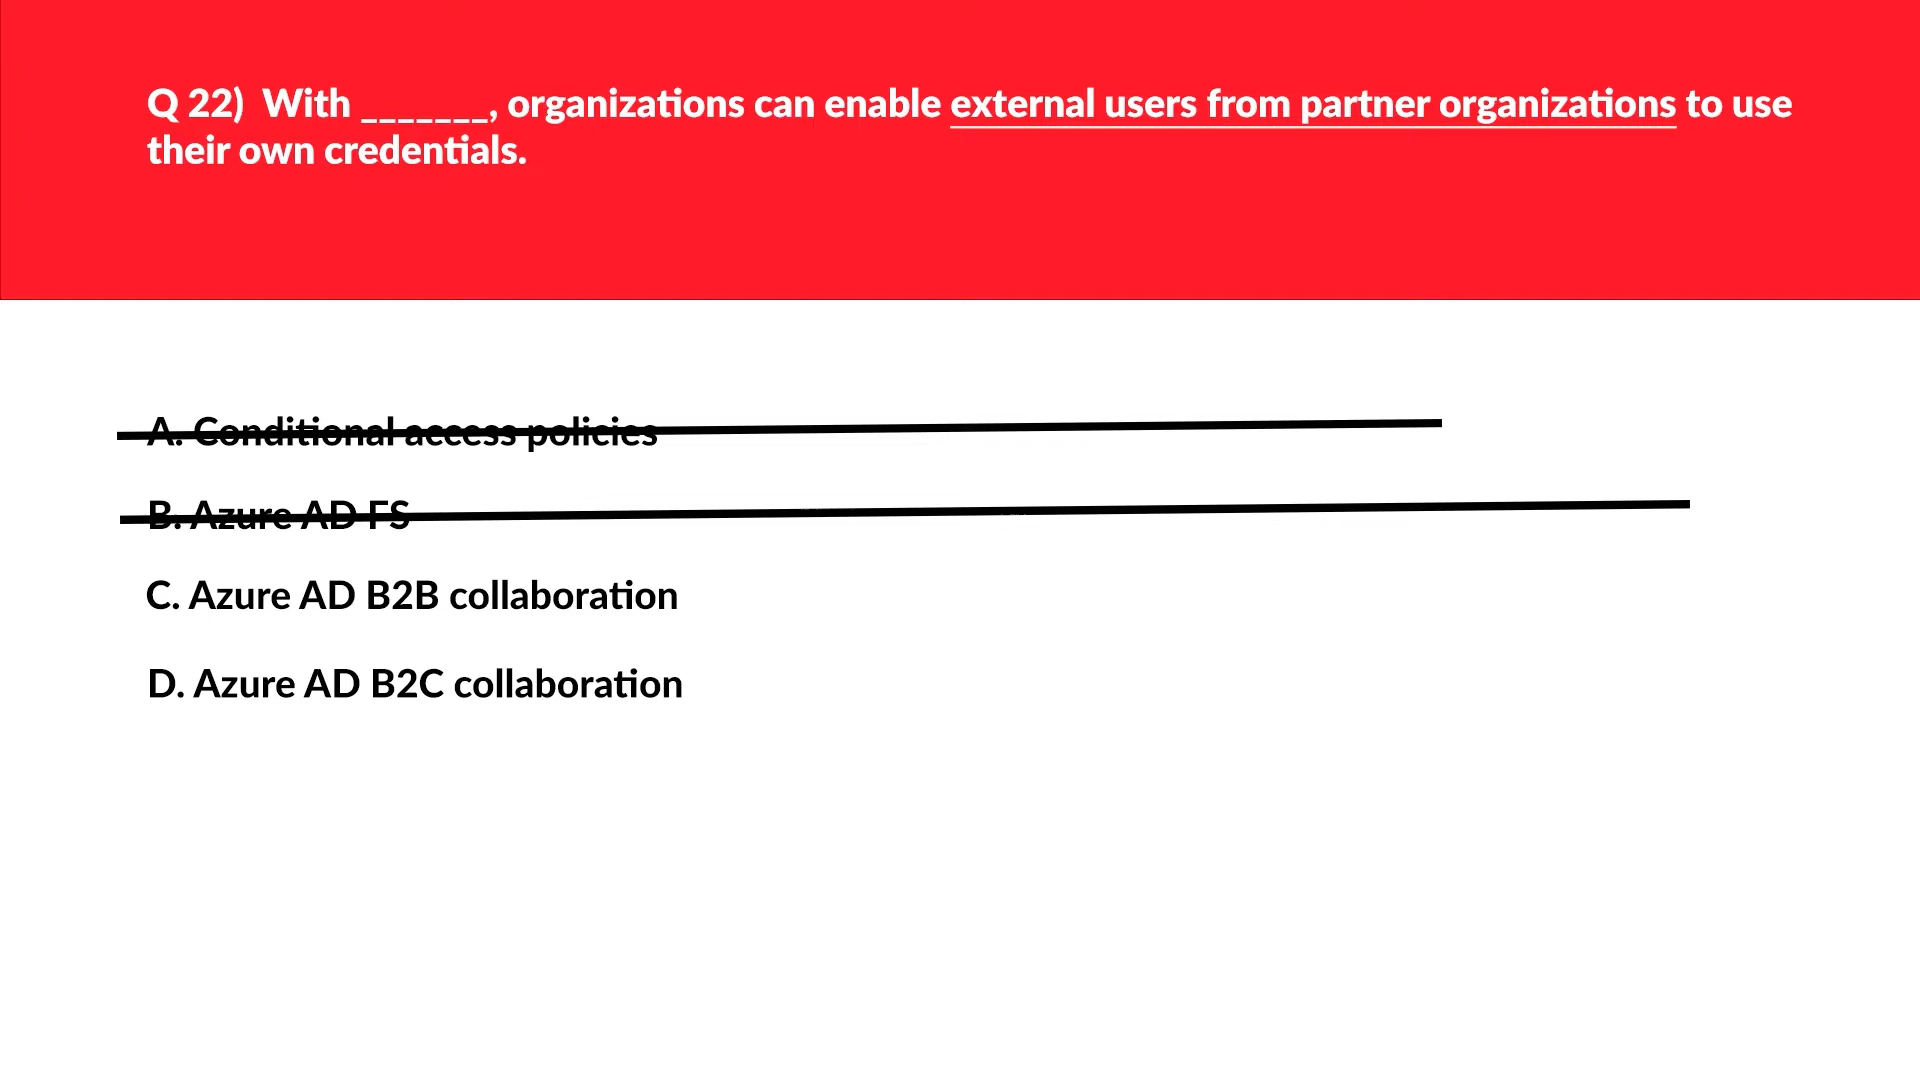 Q 22)  With _______, organizations can enable external users from partner organizations to use
their own credentials.
A. Conditional access policies
B. Azure AD FS
C. Azure AD B2B collaboration
D. Azure AD B2C collaboration